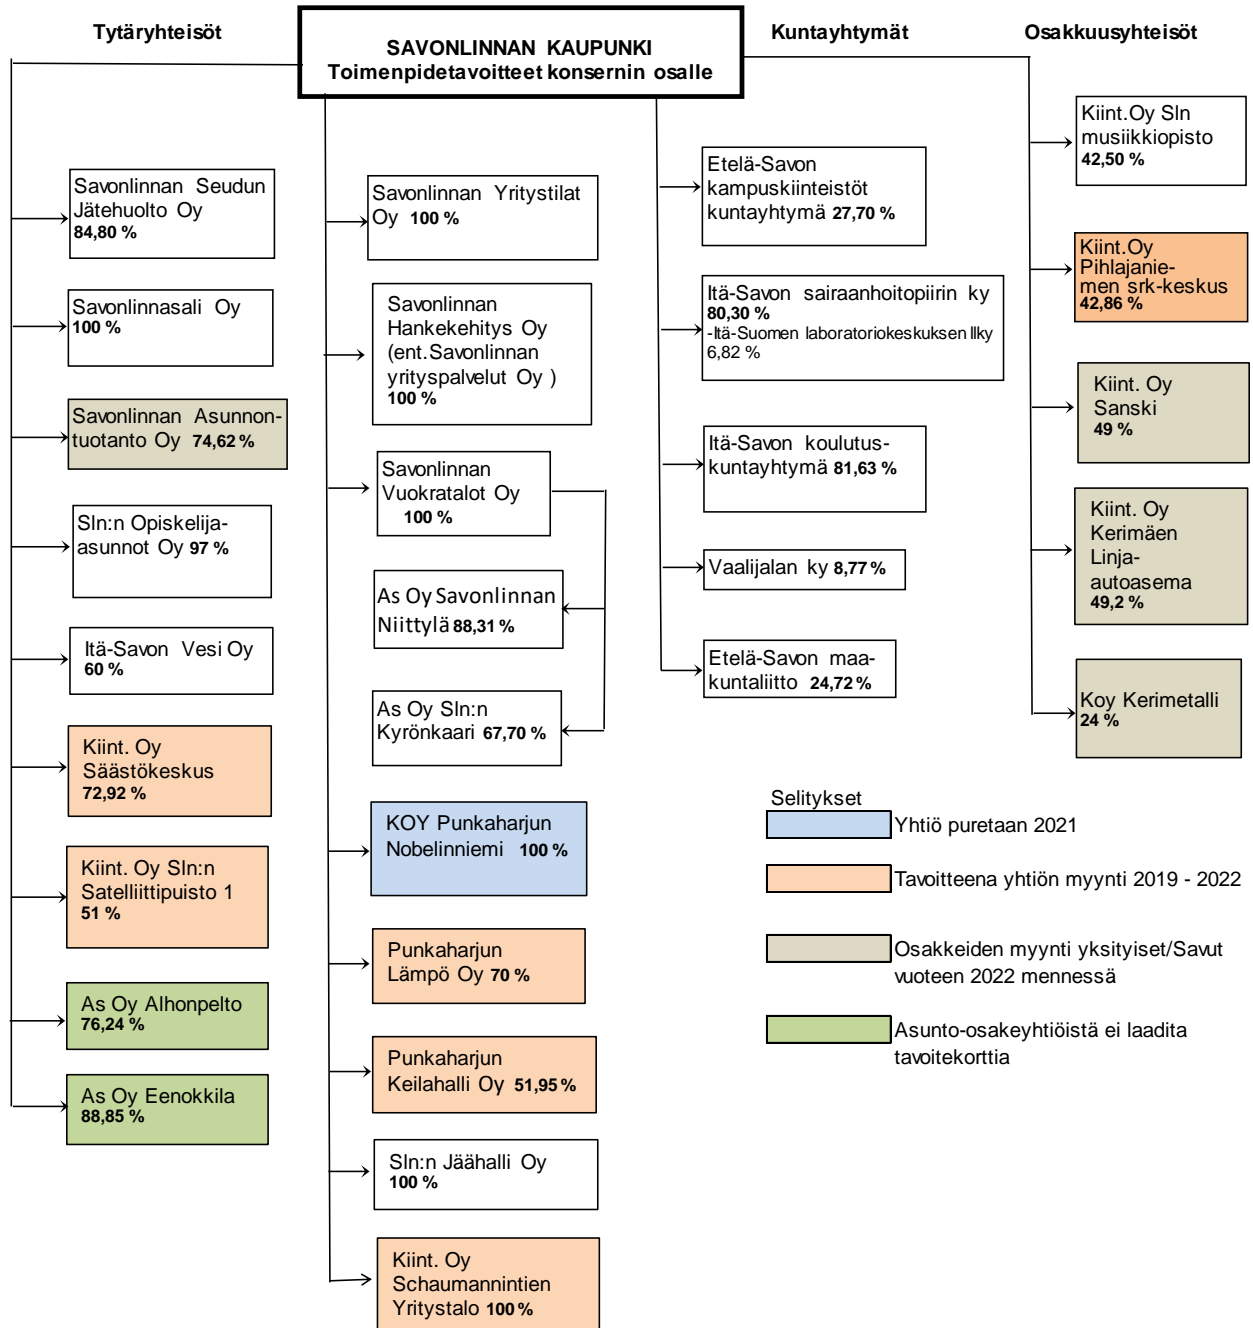 Tytäryhteisöt
SAVONLINNAN KAUPUNKI
Toimenpidetavoitteet konsernin osalle
Kuntayhtymät
Osakkuusyhteisöt
Savonlinnan Seudun
Jätehuolto Oy
84,80 %
Savonlinnasali Oy
100 %
Savonlinnan Asunnon-
tuotanto Oy 74,62 %
Sln:n Opiskelija-
asunnot Oy 97 %
Itä-Savon Vesi Oy
60 %
Kiint. Oy
Säästökeskus
72,92 %
Kiint. Oy Sln:n
Satelliittipuisto 1
51 %
As Oy Alhonpelto
76,24 %
As Oy Eenokkila
88,85 %
Savonlinnan Yritystilat
Oy 100 %
Savonlinnan
Hankekehitys Oy
(ent.Savonlinnan
yrityspalvelut Oy )
100 %
Savonlinnan
Vuokratalot Oy
100 %
As Oy Savonlinnan
Niittylä 88,31 %
As Oy Sln:n
Kyrönkaari 67,70 %
KOY Punkaharjun
Nobelinniemi 100 %
Punkaharjun
Lämpö Oy 70 %
Punkaharjun
Keilahalli Oy 51,95 %
Sln:n Jäähalli Oy
100 %
Kiint. Oy
Schaumannintien
Yritystalo 100 %
Etelä-Savon
kampuskiinteistöt
kuntayhtymä 27,70 %
Itä-Savon sairaanhoitopiirin ky
80,30 %
-Itä-Suomen laboratoriokeskuksen llky
6,82 %
Itä-Savon koulutus-
kuntayhtymä 81,63 %
Vaalijalan ky 8,77 %
Etelä-Savon maa-
kuntaliitto 24,72 %
Kiint.Oy Sln
musiikkiopisto
42,50 %
Kiint.Oy
Pihlajanie-
men srk-keskus
42,86 %
Kiint. Oy
Sanski
49 %
Kiint. Oy
Kerimäen
Linja-
autoasema
49,2 %
Koy Kerimetalli
24 %
Selitykset
Yhtiö puretaan 2021
Tavoitteena yhtiön myynti 2019 - 2022
Osakkeiden myynti yksityiset/Savut
vuoteen 2022 mennessä
Asunto-osakeyhtiöistä ei laadita
tavoitekorttia